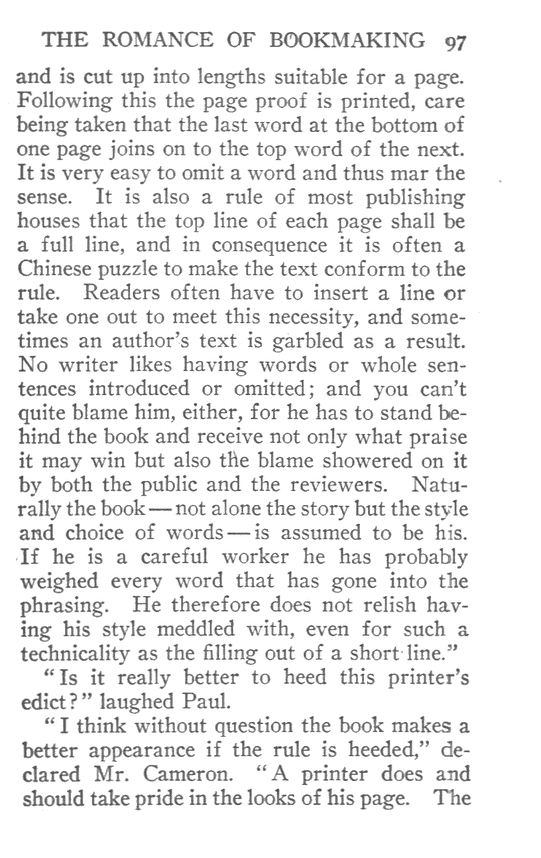 THE ROMANCE OF BOOKMAKING 97
and is cut up into lengths suitable for a page.
Following this the page proof is printed, care
being taken that the last word at the bottom of
one page joins on to the top word of the next.
It is very easy to omit a word and thus mar the
sense. It is also a rule of most publishing
houses that the top line of each page shall be
a full line, and in consequence it is often a
Chinese puzzle to make the text conform to the
rule. Readers often have to insert a line or
take one out to meet this necessity, and some-
times an author's text is garbled as a result.
No writer likes having words or whole sen-
tences introduced or omitted; and you can't
quite blame him, either, for he has to stand be-
hind the book and receive not only what praise
it may win but also the blame showered on it
by both the public and the reviewers. Natu-
rally the book — not alone the story but the style
and choice of words — is assumed to be his.
If he is a careful worker he has probably
weighed every word that has gone into the
phrasing. He therefore does not relish hav-
ing his style meddled with, even for such a
technicality as the filling out of a short line."
"Is it really better to heed this printer's
edict?" laughed Paul.
"I think without question the book makes a
better appearance if the rule is heeded," de-
clared Mr. Cameron. "A printer does and
should take pride in the looks of his page. The